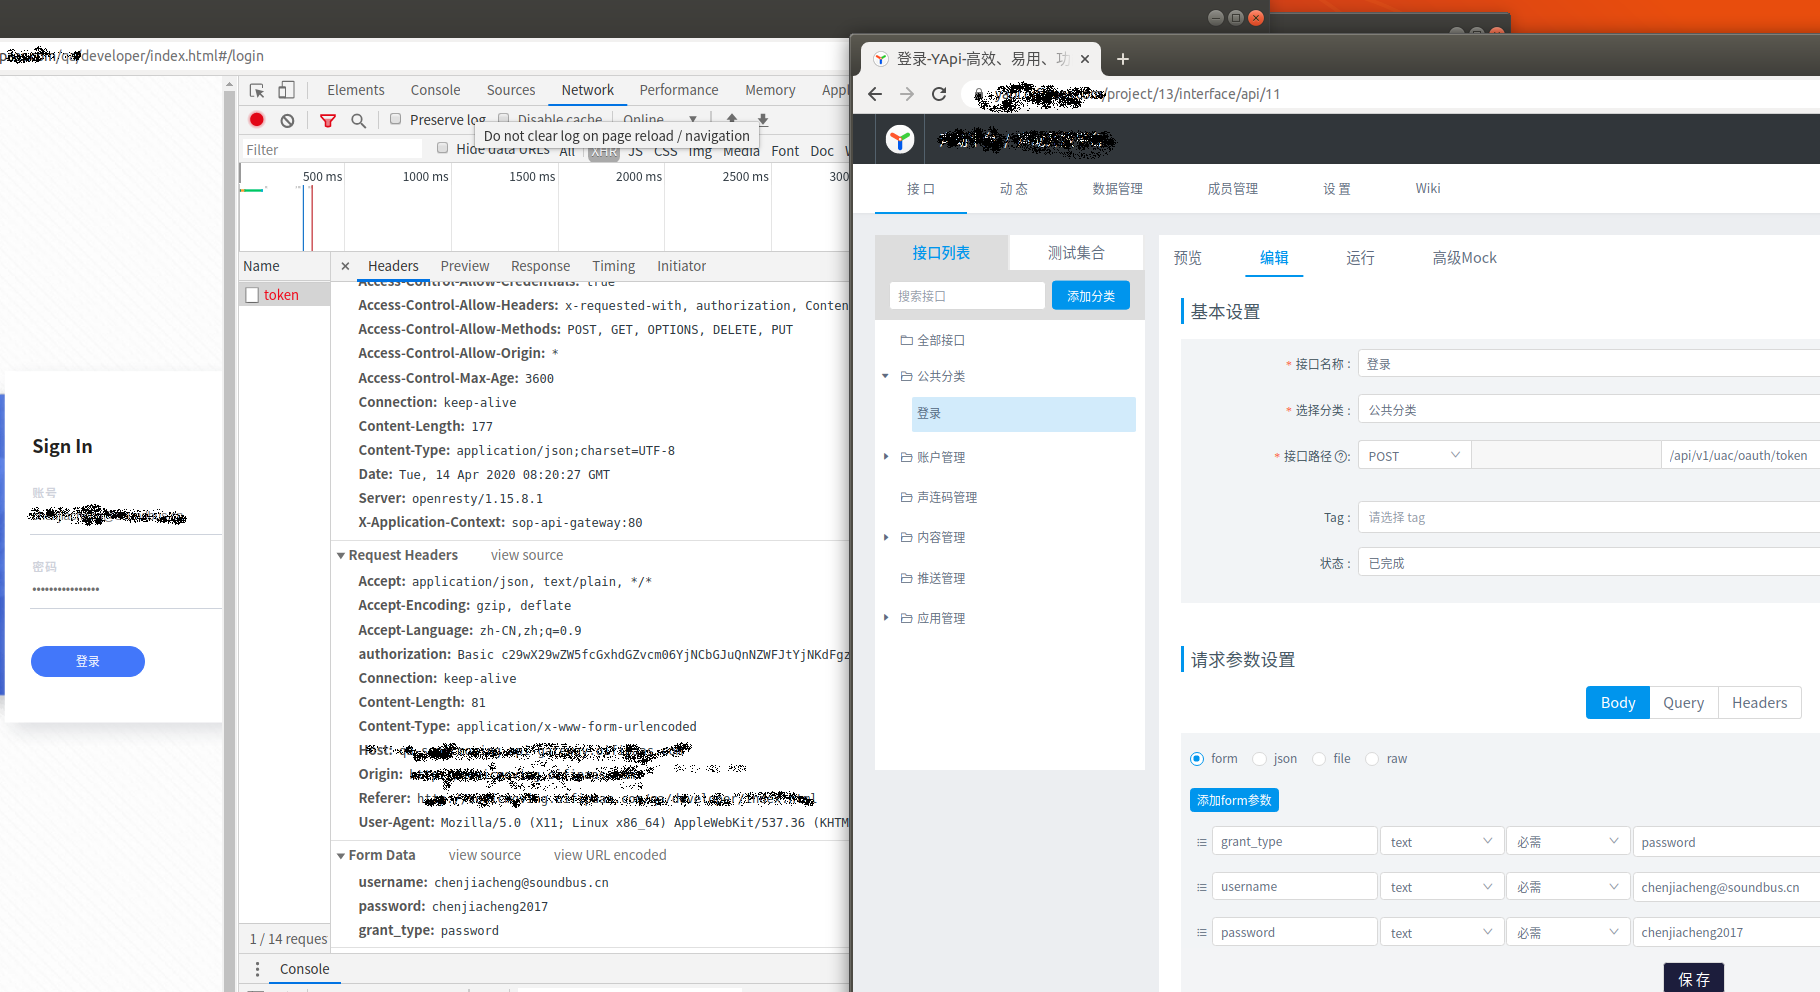 /developer/index.html#/login
Elements Console Sources Network Performance Memory Appl
Preserve log Disable cache Online
Do not clear log on page reload / navigation
Filter Hide data URLs All XHR JS CSS Img Media Font Doc
500 ms 1000 ms 1500 ms 2000 ms 2500 ms 300
Name
× Headers Preview Response Timing Initiator
token
Access-Control-Allow-Credentials: true
Access-Control-Allow-Headers: x-requested-with, authorization, Conten
Access-Control-Allow-Methods: POST, GET, OPTIONS, DELETE, PUT
Access-Control-Allow-Origin: *
Access-Control-Max-Age: 3600
Connection: keep-alive
Content-Length: 177
Content-Type: application/json;charset=UTF-8
Date: Tue, 14 Apr 2020 08:20:27 GMT
Server: openresty/1.15.8.1
X-Application-Context: sop-api-gateway:80
Request Headers view source
Accept: application/json, text/plain, */*
Accept-Encoding: gzip, deflate
Accept-Language: zh-CN,zh;q=0.9
authorization: Basic c29wX29wZW5fcGxhdGZvcm06YjNCbGJuQnNZWFJtYjNKdFgz
Connection: keep-alive
Content-Length: 81
Content-Type: application/x-www-form-urlencoded
Host:
Origin:
Referer:
User-Agent: Mozilla/5.0 (X11; Linux x86_64) AppleWebKit/537.36 (KHTM
Form Data view source view URL encoded
username: chenjiacheng@soundbus.cn
password: chenjiacheng2017
grant_type: password
1 / 14 reques
Console
Sign In
账号
密码
••••••••••••••••
登录
登录-YApi-高效、易用、功
/project/13/interface/api/11
接口 动态 数据管理 成员管理 设置 Wiki
接口列表 测试集合
搜索接口 添加分类
全部接口
公共分类
登录
账户管理
声连码管理
内容管理
推送管理
应用管理
预览 编辑 运行 高级Mock
基本设置
* 接口名称 : 登录
* 选择分类 : 公共分类
* 接口路径 : POST /api/v1/uac/oauth/token
Tag : 请选择 tag
状态 : 已完成
请求参数设置
Body Query Headers
form json file raw
添加form参数
grant_type text 必需 password
username text 必需 chenjiacheng@soundbus.cn
password text 必需 chenjiacheng2017
保存